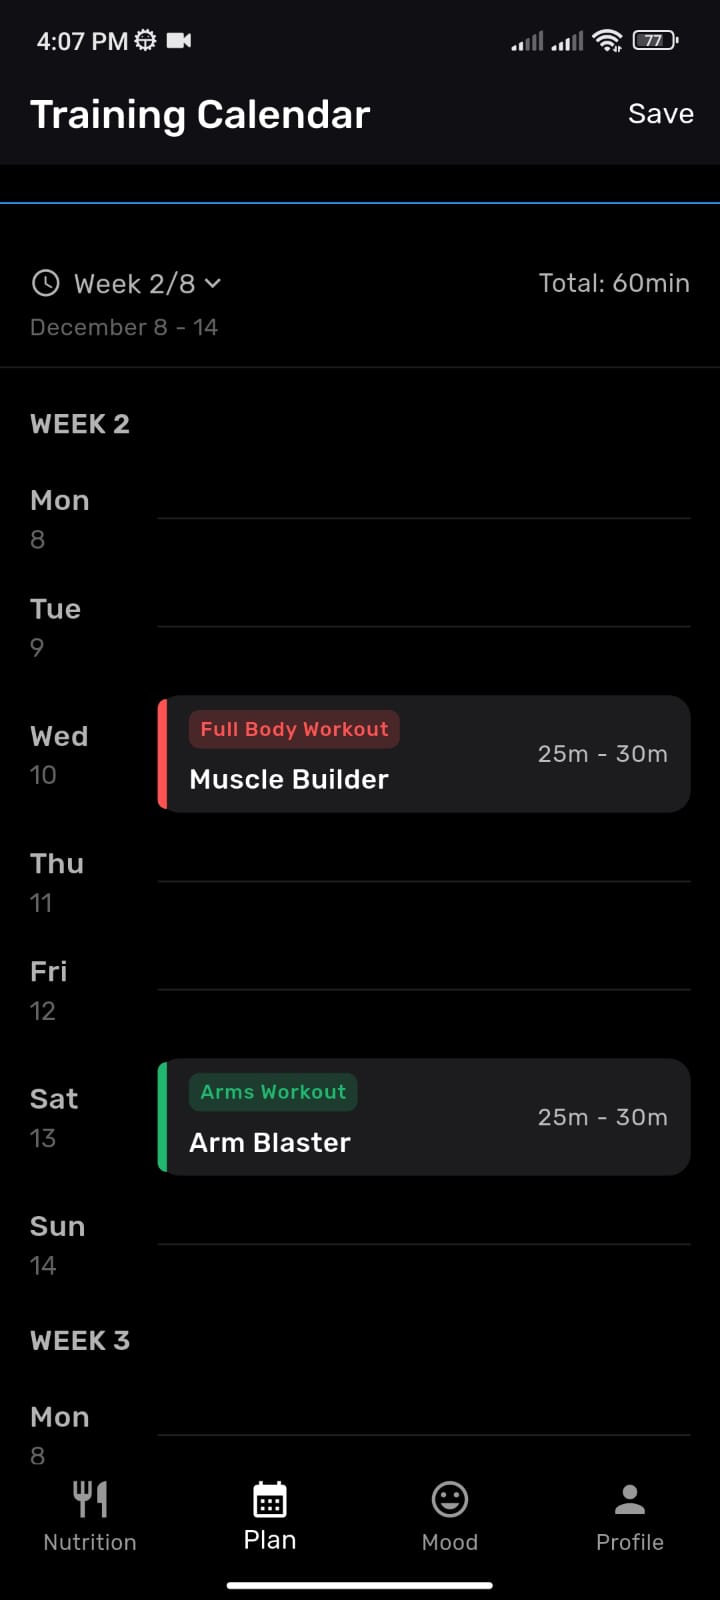 4:07 PM 77
Training Calendar Save
Week 2/8 Total: 60min
December 8 - 14
WEEK 2
Mon
8
Tue
9
Wed
10
Full Body Workout
Muscle Builder
25m - 30m
Thu
11
Fri
12
Sat
13
Arms Workout
Arm Blaster
25m - 30m
Sun
14
WEEK 3
Mon
8
Nutrition Plan Mood Profile